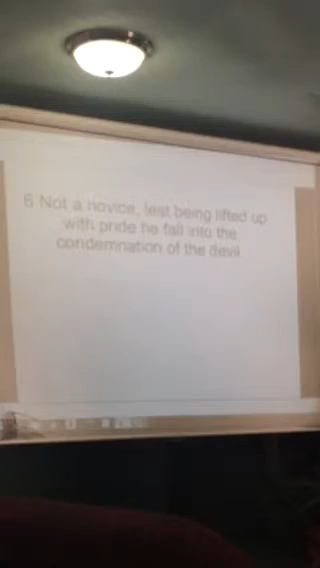 6 Not a novice, lest being lifted up
with pride he fall into the
condemnation of the devil